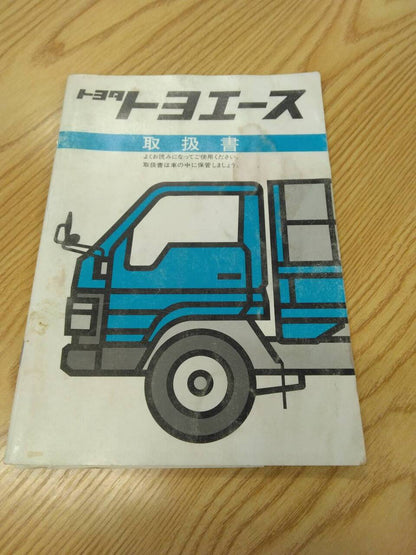 トヨタ トヨエース
取扱書
よくお読みになってご使用ください。
取扱書は車の中に保管しましょう。